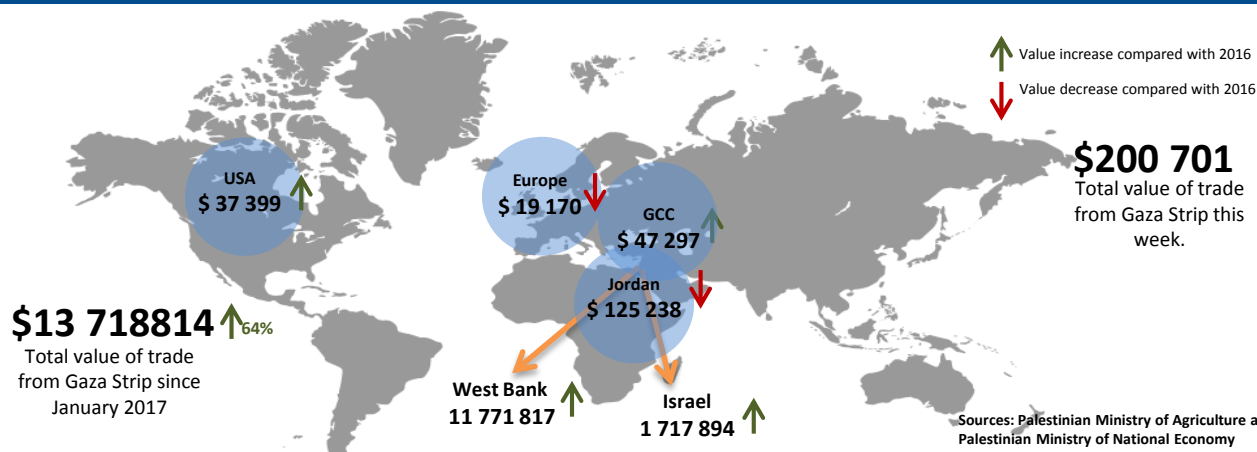 Value increase compared with 2016
Value decrease compared with 2016
$200 701
Total value of trade
from Gaza Strip this
week.
USA
$ 37 399
Europe
$ 19 170
GCC
$ 47 297
Jordan
$ 125 238
$13 718814
64%
Total value of trade
from Gaza Strip since
January 2017
West Bank
11 771 817
Israel
1 717 894
Sources: Palestinian Ministry of Agriculture a
Palestinian Ministry of National Economy